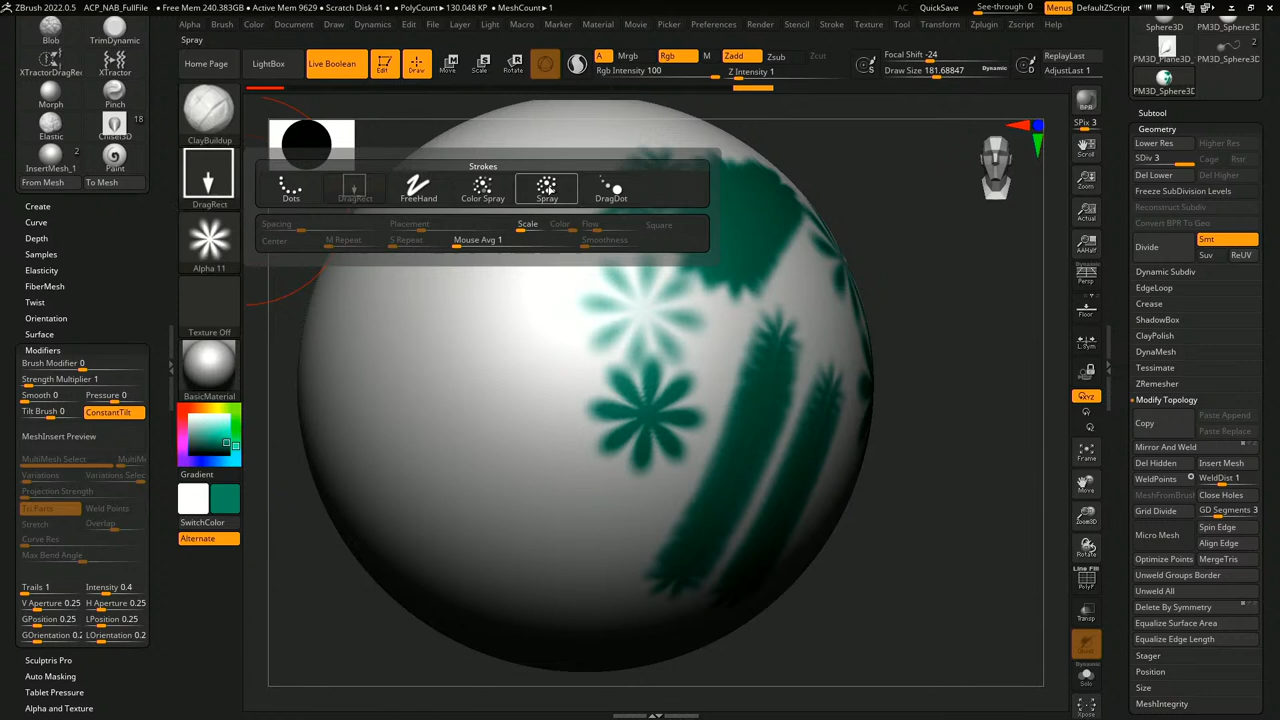 ZBrush 2022.0.5 ACP_NAB_FullFile • Free Mem 240.383GB • Active Mem 9629 • Scratch Disk 41 • PolyCount 130.048 KP • MeshCount 1
QuickSave See-through 0 Menus DefaultZScript
Alpha Brush Color Document Draw Dynamics Edit File Layer Light Macro Marker Material Movie Picker Preferences Render Stencil Stroke Texture Tool Transform Zplugin Zscript Help
Spray
Home Page LightBox Live Boolean Edit Draw Move Scale Rotate
A Mrgb Rgb M Zadd Zsub Zcut
Rgb Intensity 100 Z Intensity 1
Focal Shift -24
Draw Size 181.68847 Dynamic
S D
ReplayLast
AdjustLast 1
Blob TrimDynamic
XTractorDragRec XTractor
Morph Pinch
18
Elastic Chisel3D
2
InsertMesh_1 Paint
From Mesh To Mesh
Create
Curve
Depth
Samples
Elasticity
FiberMesh
Twist
Orientation
Surface
Modifiers
Brush Modifier 0
Strength Multiplier 1
Smooth 0 Pressure 0
Tilt Brush 0 ConstantTilt
MeshInsert Preview
MultiMesh Select MultiM
Variations Variations Selec
Projection Strength
Tri Parts Weld Points
Stretch Overlap
Curve Res
Max Bend Angle
Trails 1 Intensity 0.4
V Aperture 0.25 H Aperture 0.25
GPosition 0.25 LPosition 0.25
GOrientation 0.2 LOrientation 0.2
Sculptris Pro
Auto Masking
Tablet Pressure
Alpha and Texture
ClayBuildup
DragRect
Alpha 11
Texture Off
BasicMaterial
Gradient
SwitchColor
Alternate
Strokes
Dots DragRect FreeHand Color Spray Spray DragDot
Spacing Placement Scale Color Flow Square
Center M Repeat S Repeat Mouse Avg 1 Smoothness
BPR
SPix 3
Scroll
Zoom
Actual
AAHalf
Dynamic
Persp
Floor
L.Sym
XYZ
Frame
Move
Zoom3D
Rotate
Line Fill
PolyF
Transp
Dynamic
Solo
Xpose
Sphere3D PM3D_Sphere3D
2
PM3D_Plane3D PM3D_Sphere3D
PM3D_Sphere3D
Subtool
Geometry
Lower Res Higher Res
SDiv 3 Cage Rstr
Del Lower Del Higher
Freeze SubDivision Levels
Reconstruct Subdiv
Convert BPR To Geo
Divide Smt
Suv ReUV
Dynamic Subdiv
EdgeLoop
Crease
ShadowBox
ClayPolish
DynaMesh
Tessimate
ZRemesher
Modify Topology
Copy Paste Append
Paste Replace
Mirror And Weld
Del Hidden Insert Mesh
WeldPoints WeldDist 1
MeshFromBrush Close Holes
Grid Divide GD Segments 3
Micro Mesh Spin Edge
Align Edge
Optimize Points MergeTris
Unweld Groups Border
Unweld All
Delete By Symmetry
Equalize Surface Area
Equalize Edge Length
Stager
Position
Size
MeshIntegrity